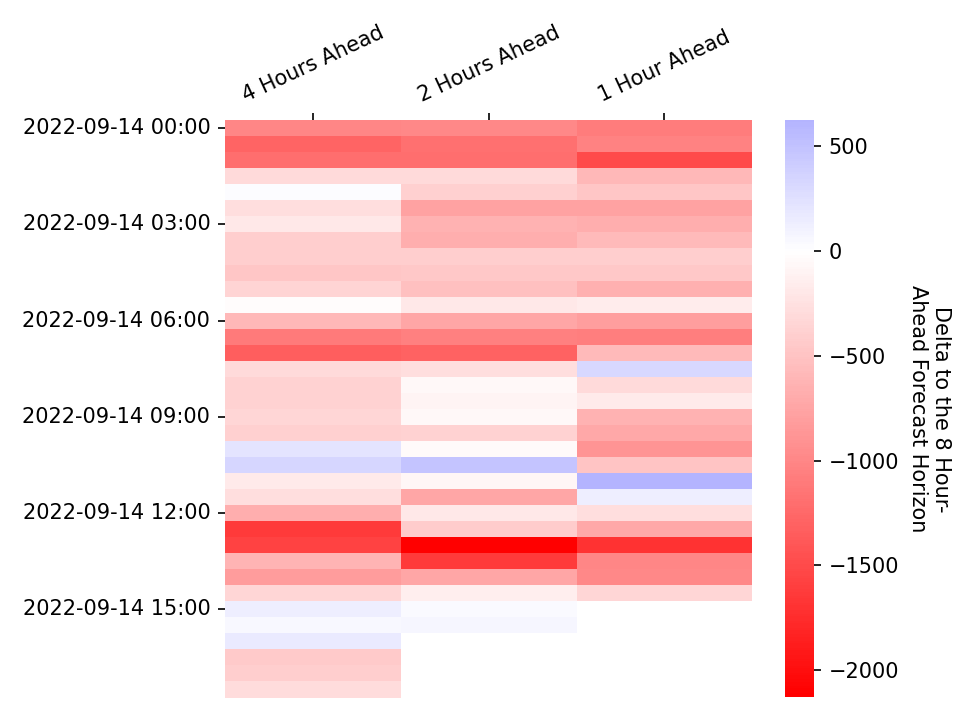 4 Hours Ahead
2 Hours Ahead
1 Hour Ahead
2022-09-14 00:00
2022-09-14 03:00
2022-09-14 06:00
2022-09-14 09:00
2022-09-14 12:00
2022-09-14 15:00
500
0
−500
−1000
−1500
−2000
Delta to the 8 Hour-
Ahead Forecast Horizon